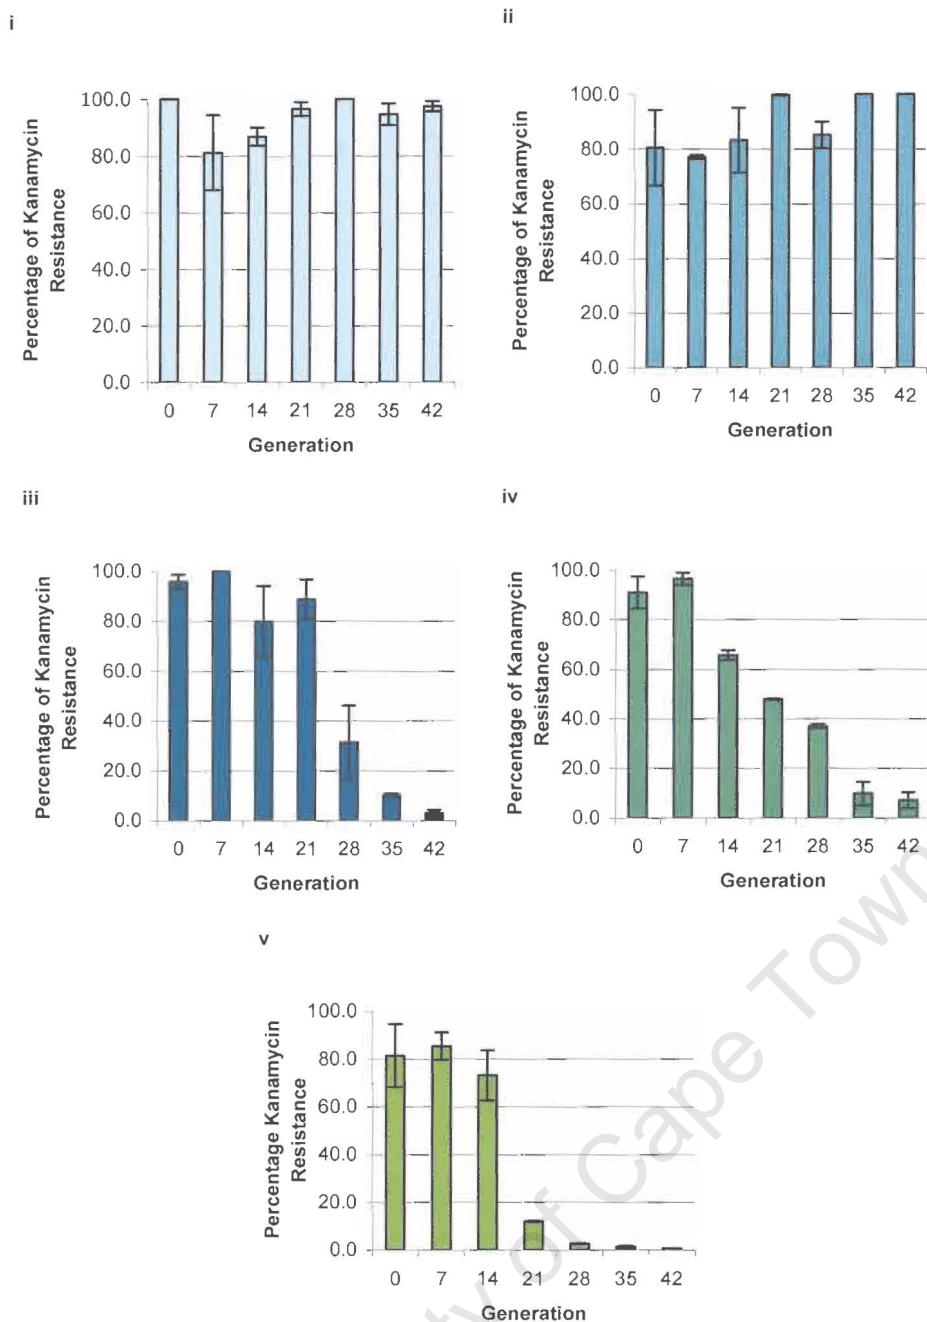 i
Percentage of Kanamycin
Resistance
100.0
80.0
60.0
40.0
20.0
0.0
0 7 14 21 28 35 42
Generation
ii
Percentage of Kanamycin
Resistance
100.0
80.0
60.0
40.0
20.0
0.0
0 7 14 21 28 35 42
Generation
iii
Percentage of Kanamycin
Resistance
100.0
80.0
60.0
40.0
20.0
0.0
0 7 14 21 28 35 42
Generation
iv
Percentage of Kanamycin
Resistance
100.0
80.0
60.0
40.0
20.0
0.0
0 7 14 21 28 35 42
Generation
v
Percentage Kanamycin
Resistance
100.0
80.0
60.0
40.0
20.0
0.0
0 7 14 21 28 35 42
Generation
of Cape Town